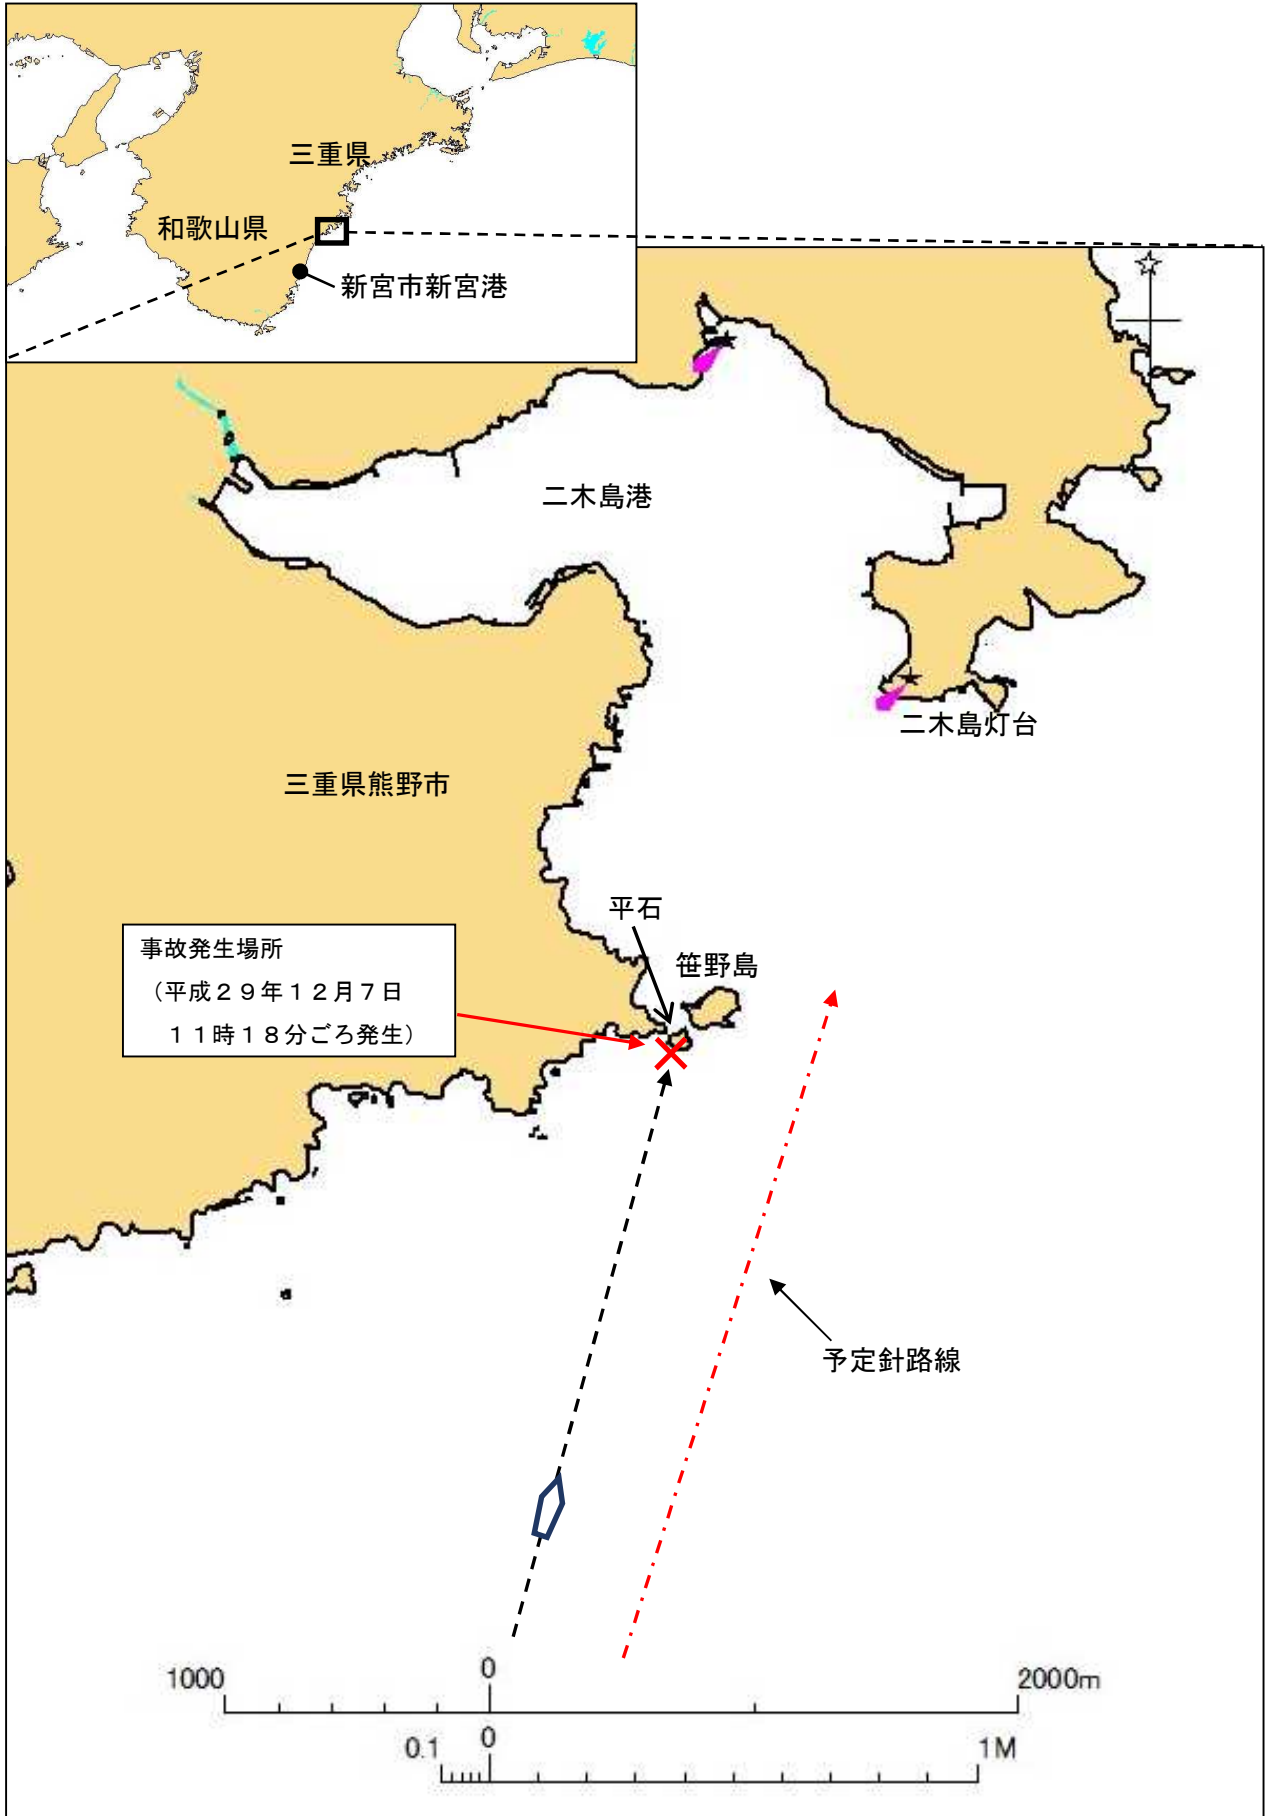 三重県
和歌山県
新宮市新宮港
二木島港
二木島灯台
三重県熊野市
平石
笹野島
事故発生場所
（平成２９年１２月７日
１１時１８分ごろ発生）
予定針路線
1000 0 2000m
0.1 0 1M